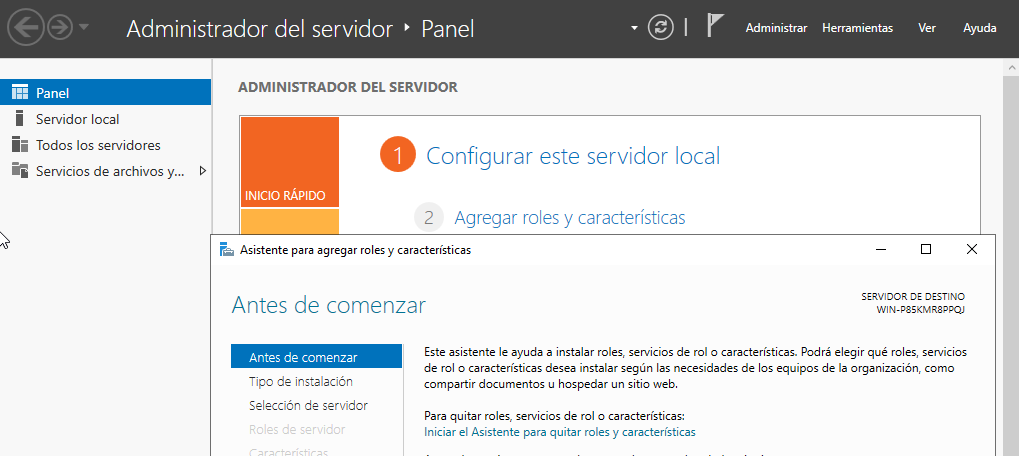 Administrador del servidor ‣ Panel
Administrar Herramientas Ver Ayuda
Panel
Servidor local
Todos los servidores
Servicios de archivos y...
ADMINISTRADOR DEL SERVIDOR
INICIO RÁPIDO
1 Configurar este servidor local
2 Agregar roles y características
Asistente para agregar roles y características
Antes de comenzar
SERVIDOR DE DESTINO
WIN-P85KMR8PPQJ
Antes de comenzar
Tipo de instalación
Selección de servidor
Roles de servidor
Características
Este asistente le ayuda a instalar roles, servicios de rol o características. Podrá elegir qué roles, servicios
de rol o características desea instalar según las necesidades de los equipos de la organización, como
compartir documentos u hospedar un sitio web.
Para quitar roles, servicios de rol o características:
Iniciar el Asistente para quitar roles y características